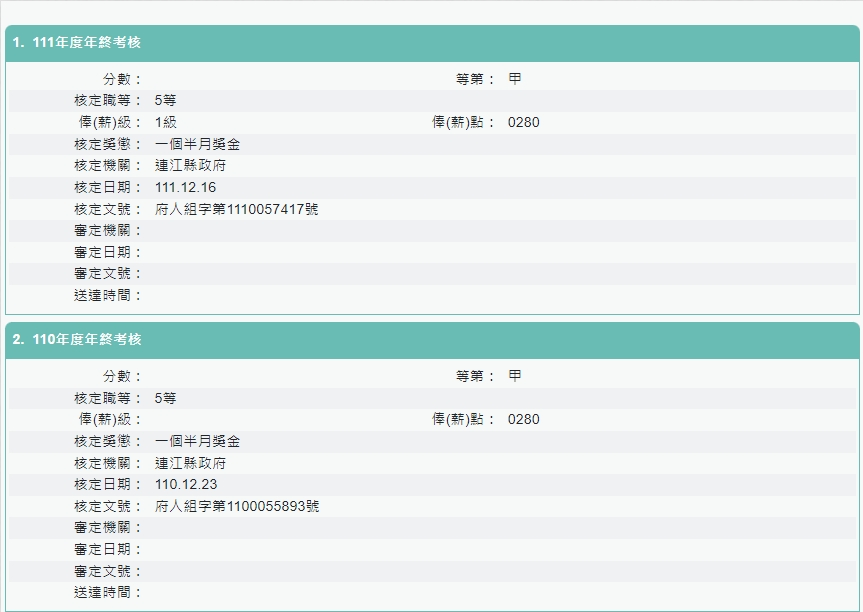 1. 111年度年終考核
分數： 等第： 甲
核定職等： 5等
俸(薪)級： 1級 俸(薪)點： 0280
核定獎懲： 一個半月獎金
核定機關： 連江縣政府
核定日期： 111.12.16
核定文號： 府人組字第1110057417號
審定機關：
審定日期：
審定文號：
送達時間：
2. 110年度年終考核
分數： 等第： 甲
核定職等： 5等
俸(薪)級： 俸(薪)點： 0280
核定獎懲： 一個半月獎金
核定機關： 連江縣政府
核定日期： 110.12.23
核定文號： 府人組字第1100055893號
審定機關：
審定日期：
審定文號：
送達時間：